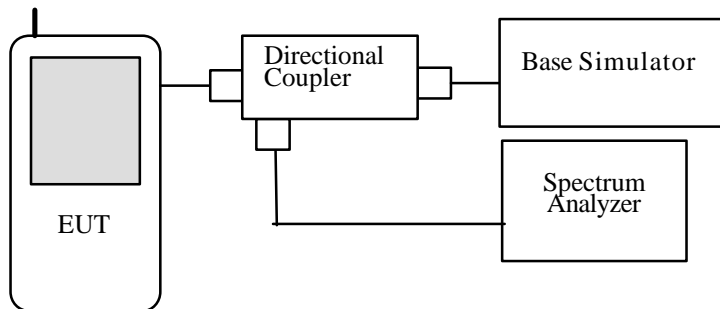 Directional
Coupler
Base Simulator
Spectrum
Analyzer
EUT